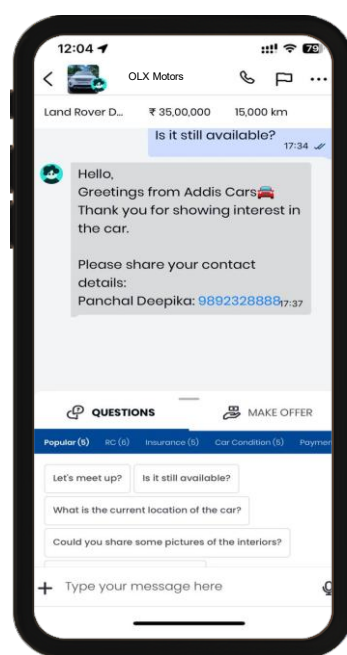 12:04
79
OLX Motors
Land Rover D... ₹ 35,00,000 15,000 km
Is it still available?
17:34
Hello,
Greetings from Addis Cars
Thank you for showing interest in
the car.
Please share your contact
details:
Panchal Deepika: 9892328888
17:37
QUESTIONS MAKE OFFER
Popular (5) RC (6) Insurance (5) Car Condition (5) Paymen
Let's meet up? Is it still available?
What is the current location of the car?
Could you share some pictures of the interiors?
Type your message here